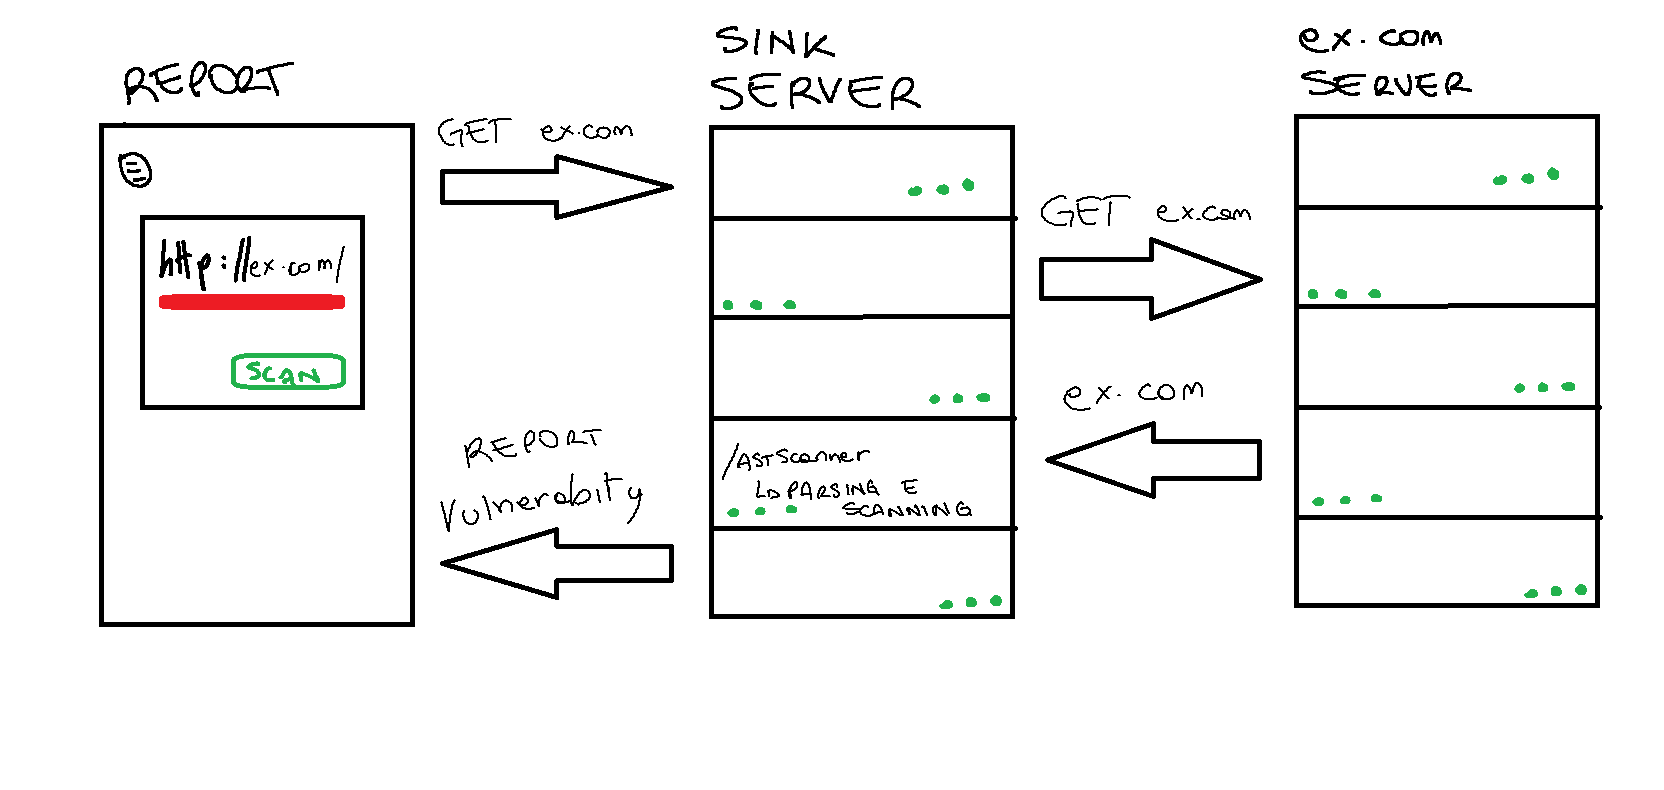 REPORT
http://ex.com/
SCAN
GET ex.com
REPORT
Vulnerabity
SINK
SERVER
/ASTScanner
PARSING E
SCANNING
GET ex.com
ex.com
ex.com
SERVER